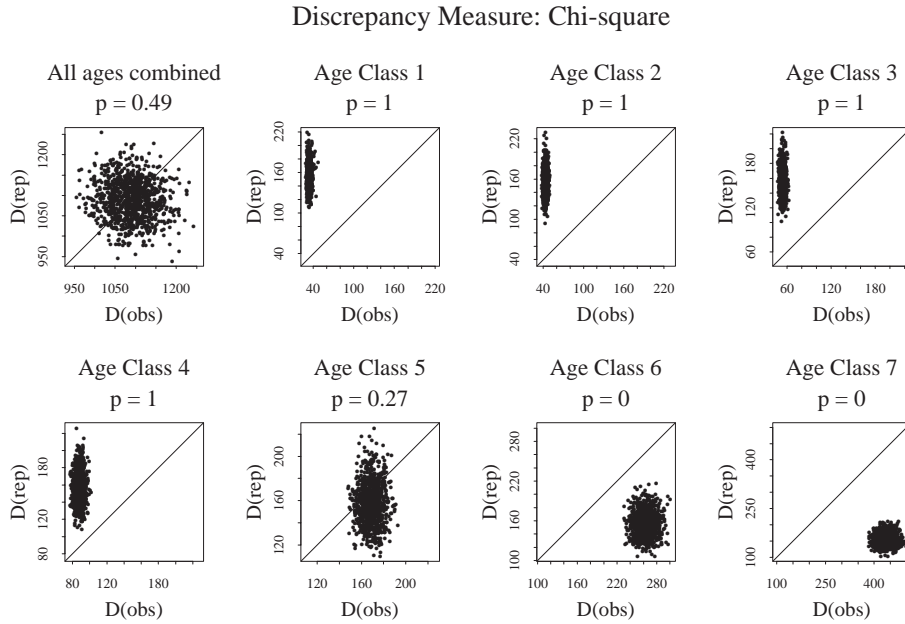 Discrepancy Measure: Chi-square
All ages combined
p = 0.49
D(rep)
950 1050 1200
950 1050 1200
D(obs)
Age Class 1
p = 1
D(rep)
40 100 160 220
40 100 160 220
D(obs)
Age Class 2
p = 1
D(rep)
40 100 160 220
40 100 160 220
D(obs)
Age Class 3
p = 1
D(rep)
60 120 180
60 120 180
D(obs)
Age Class 4
p = 1
D(rep)
80 120 180
80 120 180
D(obs)
Age Class 5
p = 0.27
D(rep)
120 160 200
120 160 200
D(obs)
Age Class 6
p = 0
D(rep)
100 160 220 280
100 160 220 280
D(obs)
Age Class 7
p = 0
D(rep)
100 250 400
100 250 400
D(obs)